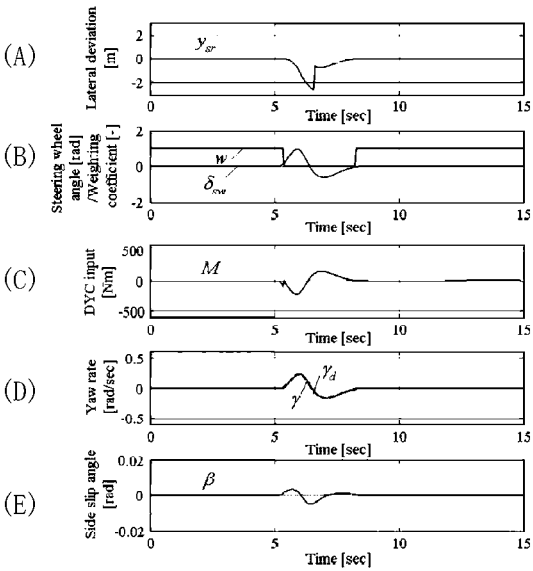 (A)
Lateral deviation
[m]
2
0
-2
y_sr
0 5 10 15
Time [sec]
(B)
Steering wheel
angle [rad]
/Weighting
coefficient [-]
2
0
-2
w
δ_sw
0 5 10 15
Time [sec]
(C)
DYC input
[Nm]
500
0
-500
M
0 5 10 15
Time [sec]
(D)
Yaw rate
[rad/sec]
0.5
0
-0.5
γ γ_d
0 5 10 15
Time [sec]
(E)
Side slip angle
[rad]
0.02
0
-0.02
β
0 5 10 15
Time [sec]